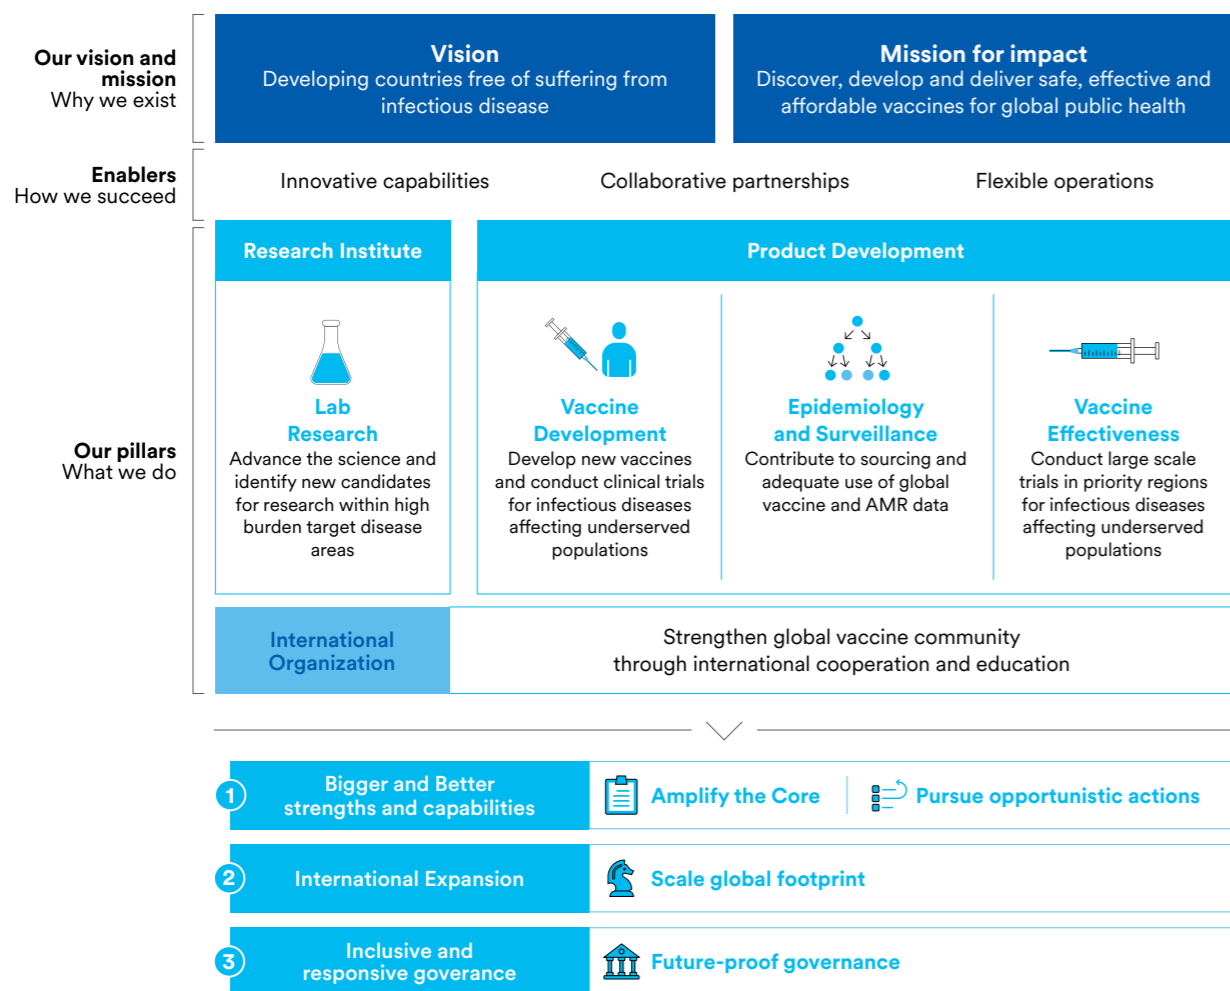 Our vision and
mission
Why we exist
Vision
Developing countries free of suffering from
infectious disease
Mission for impact
Discover, develop and deliver safe, effective and
affordable vaccines for global public health
Enablers
How we succeed
Innovative capabilities
Collaborative partnerships
Flexible operations
Our pillars
What we do
Research Institute
Product Development
Lab
Research
Advance the science and
identify new candidates
for research within high
burden target disease
areas
Vaccine
Development
Develop new vaccines
and conduct clinical trials
for infectious diseases
affecting underserved
populations
Epidemiology
and Surveillance
Contribute to sourcing and
adequate use of global
vaccine and AMR data
Vaccine
Effectiveness
Conduct large scale
trials in priority regions
for infectious diseases
affecting underserved
populations
International
Organization
Strengthen global vaccine community
through international cooperation and education
1
Bigger and Better
strengths and capabilities
Amplify the Core
Pursue opportunistic actions
2
International Expansion
Scale global footprint
3
Inclusive and
responsive goverance
Future-proof governance